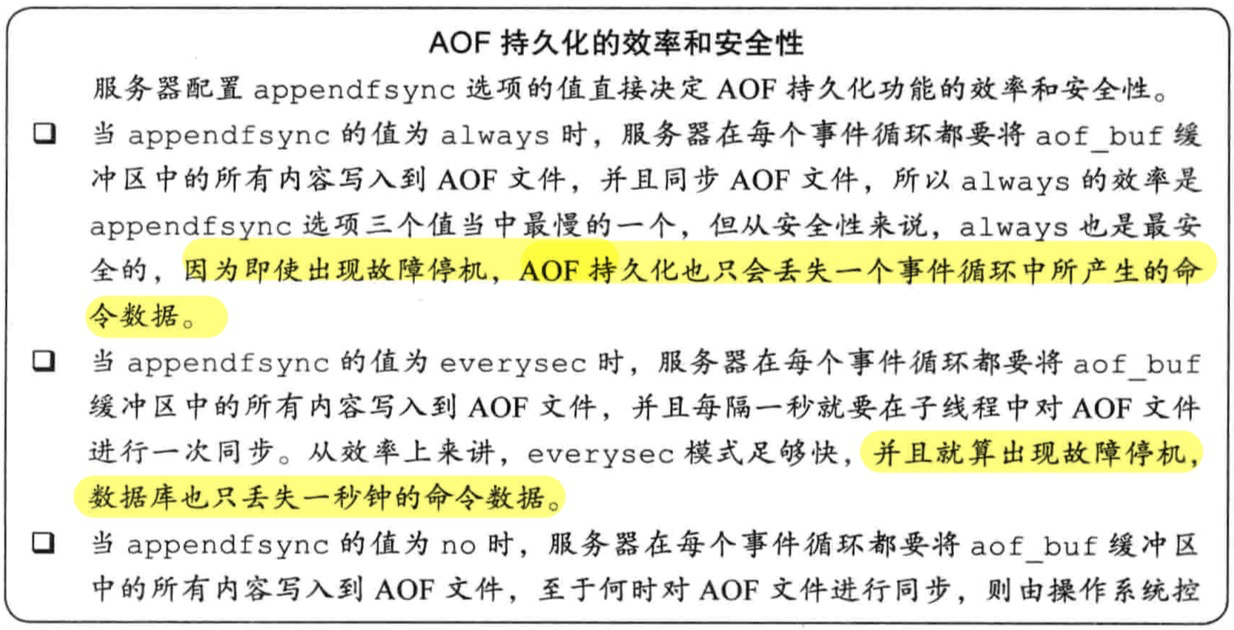 AOF 持久化的效率和安全性
服务器配置 appendfsync 选项的值直接决定 AOF 持久化功能的效率和安全性。
❑ 当 appendfsync 的值为 always 时，服务器在每个事件循环都要将 aof_buf 缓
冲区中的所有内容写入到 AOF 文件，并且同步 AOF 文件，所以 always 的效率是
appendfsync 选项三个值当中最慢的一个，但从安全性来说，always 也是最安
全的，因为即使出现故障停机，AOF 持久化也只会丢失一个事件循环中所产生的命
令数据。
❑ 当 appendfsync 的值为 everysec 时，服务器在每个事件循环都要将 aof_buf
缓冲区中的所有内容写入到 AOF 文件，并且每隔一秒就要在子线程中对 AOF 文件
进行一次同步。从效率上来讲，everysec 模式足够快，并且就算出现故障停机，
数据库也只丢失一秒钟的命令数据。
❑ 当 appendfsync 的值为 no 时，服务器在每个事件循环都要将 aof_buf 缓冲区
中的所有内容写入到 AOF 文件，至于何时对 AOF 文件进行同步，则由操作系统控